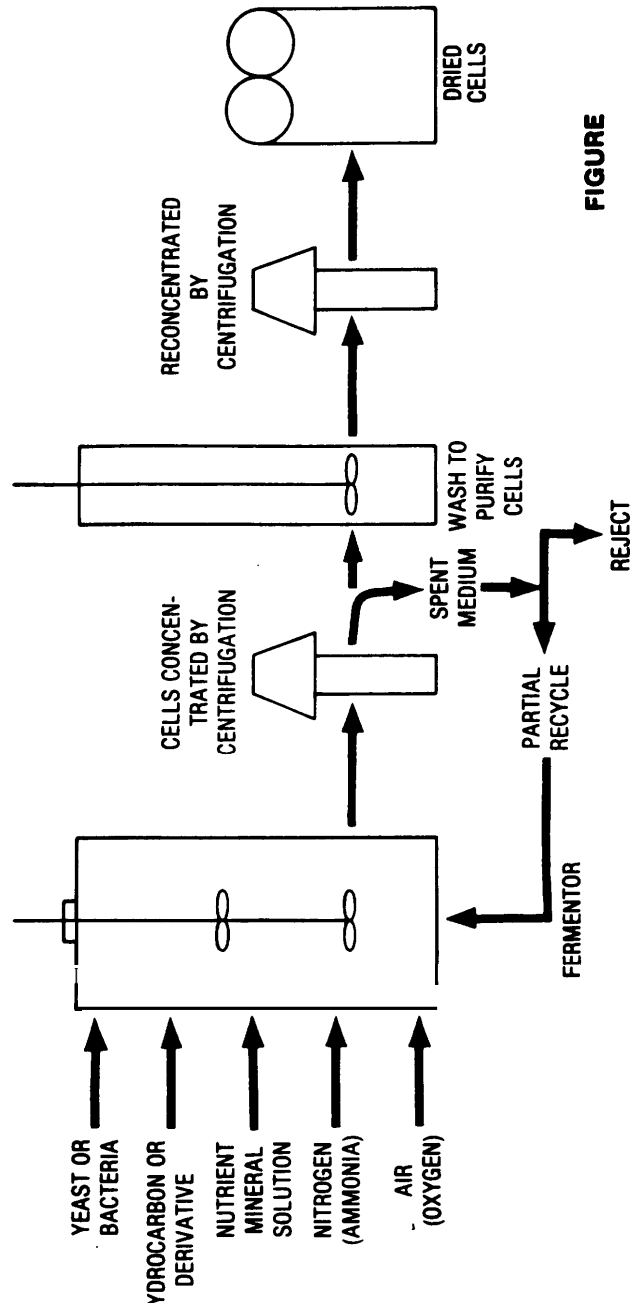 YEAST OR
BACTERIA
YDROCARBON OR
DERIVATIVE
NUTRIENT
MINERAL
SOLUTION
NITROGEN
(AMMONIA)
AIR
(OXYGEN)
FERMENTOR
CELLS CONCEN-
TRATED BY
CENTRIFUGATION
SPENT
MEDIUM
PARTIAL
RECYCLE
REJECT
WASH TO
PURIFY
CELLS
RECONCENTRATED
BY
CENTRIFUGATION
DRIED
CELLS
FIGURE